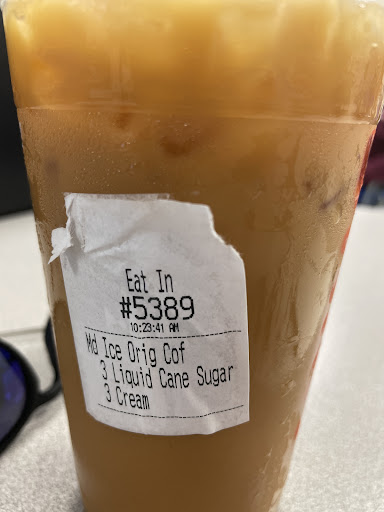 Eat In
#5389
10:23:41 AM
Md Ice Orig Cof
3 Liquid Cane Sugar
3 Cream